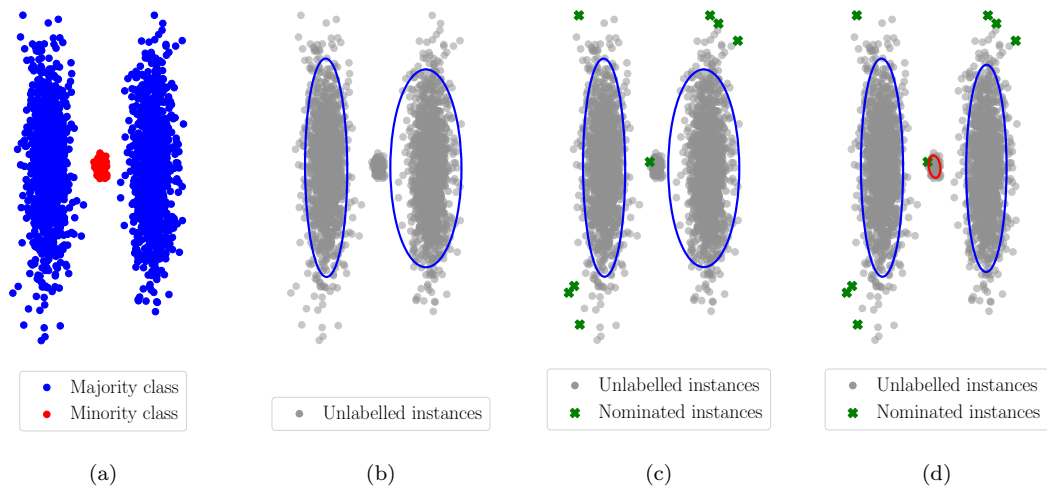 Majority class
Minority class
Unlabelled instances
Unlabelled instances
Nominated instances
Unlabelled instances
Nominated instances
(a)
(b)
(c)
(d)